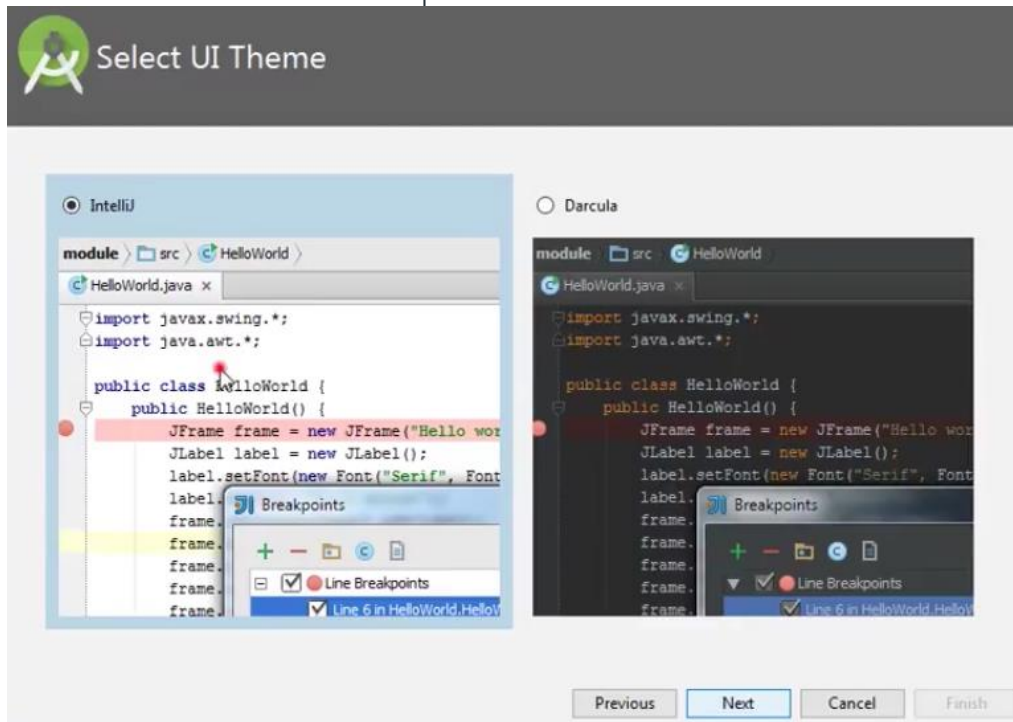 Select UI Theme
IntelliJ
module src HelloWorld
HelloWorld.java ×
import javax.swing.*;
import java.awt.*;
public class HelloWorld {
public HelloWorld() {
JFrame frame = new JFrame("Hello wor
JLabel label = new JLabel();
label.setFont(new Font("Serif", Font
label.
frame.
frame.
frame.
frame.
frame.
Breakpoints
Line Breakpoints
Line 6 in HelloWorld.HelloW
Darcula
module src HelloWorld
HelloWorld.java ×
import javax.swing.*;
import java.awt.*;
public class HelloWorld {
public HelloWorld() {
JFrame frame = new JFrame("Hello wor
JLabel label = new JLabel();
label.setFont(new Font("Serif", Font
label.
frame.
frame.
frame.
frame.
frame.
Breakpoints
Line Breakpoints
Line 6 in HelloWorld.HelloW
Previous Next Cancel Finish